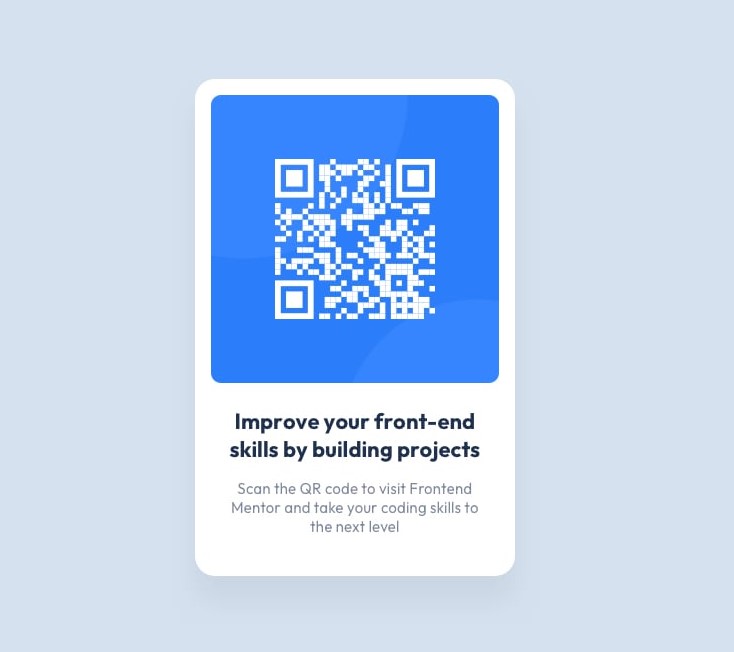 Improve your front-end
skills by building projects
Scan the QR code to visit Frontend
Mentor and take your coding skills to
the next level